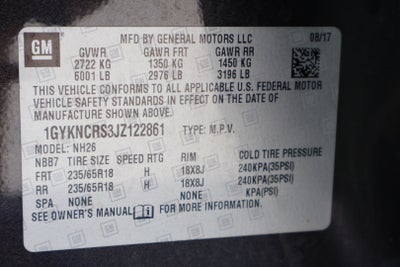 GM MFD BY GENERAL MOTORS LLC 08/17
GVWR GAWR FRT GAWR RR
2722 KG 1350 KG 1450 KG
6001 LB 2976 LB 3196 LB
THIS VEHICLE CONFORMS TO ALL APPLICABLE U.S. FEDERAL MOTOR
VEHICLE SAFETY STANDARDS IN EFFECT ON THE DATE OF
MANUFACTURE SHOWN ABOVE.
1GYKNCRS3JZ122861 TYPE: M.P.V.
MODEL: NH26
NBB7 TIRE SIZE SPEED RTG RIM COLD TIRE PRESSURE
FRT 235/65R18 H 18X8J 240KPA(35PSI)
RR 235/65R18 H 18X8J 240KPA(35PSI)
SPA NONE NONE KPA(PSI)
SEE OWNER'S MANUAL FOR MORE INFORMATION.